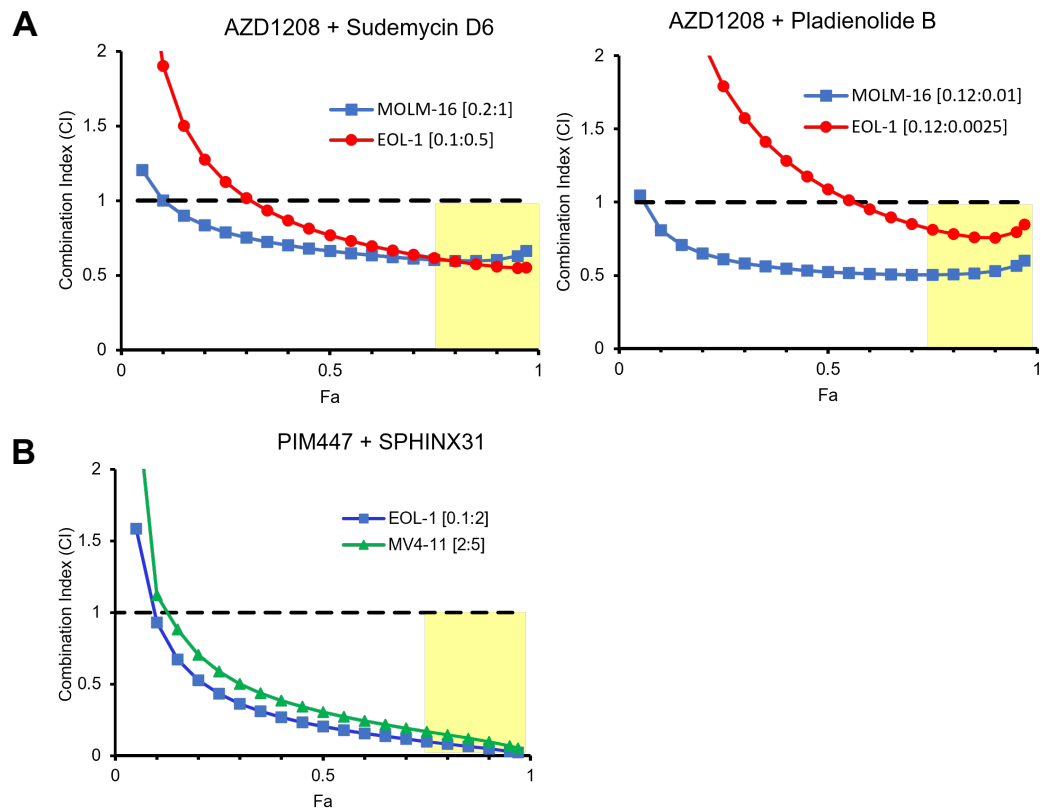 A
AZD1208 + Sudemycin D6
2
1.5
1
0.5
0
Combination Index (CI)
MOLM-16 [0.2:1]
EOL-1 [0.1:0.5]
0
0.5
1
Fa
AZD1208 + Pladienolide B
2
1.5
1
0.5
0
Combination Index (CI)
MOLM-16 [0.12:0.01]
EOL-1 [0.12:0.0025]
0
0.5
1
Fa
B
PIM447 + SPHINX31
2
1.5
1
0.5
0
Combination Index (CI)
EOL-1 [0.1:2]
MV4-11 [2:5]
0
0.5
1
Fa